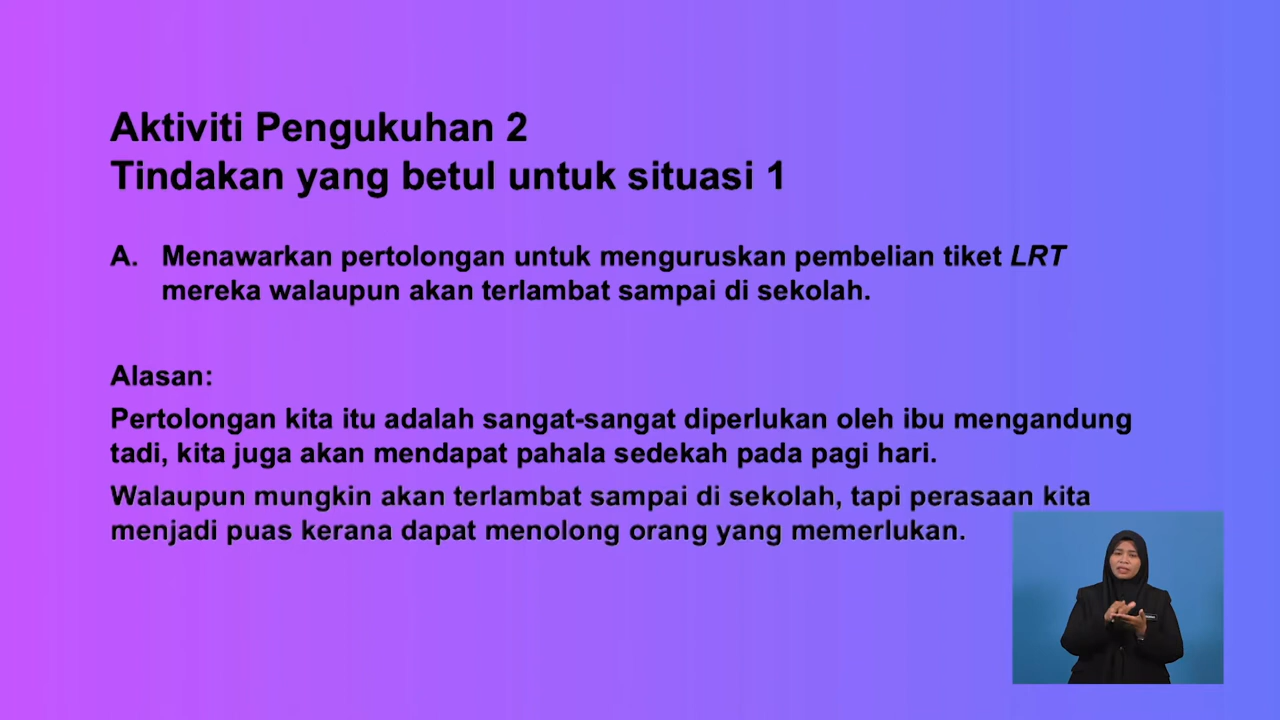 Aktiviti Pengukuhan 2
Tindakan yang betul untuk situasi 1
A. Menawarkan pertolongan untuk menguruskan pembelian tiket LRT
mereka walaupun akan terlambat sampai di sekolah.
Alasan:
Pertolongan kita itu adalah sangat-sangat diperlukan oleh ibu mengandung
tadi, kita juga akan mendapat pahala sedekah pada pagi hari.
Walaupun mungkin akan terlambat sampai di sekolah, tapi perasaan kita
menjadi puas kerana dapat menolong orang yang memerlukan.